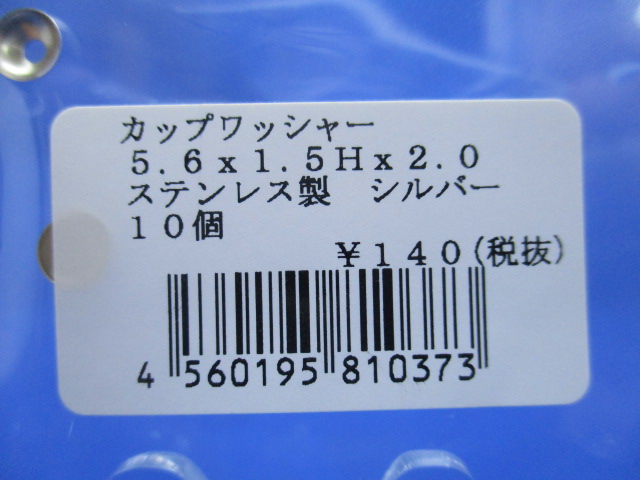 カップワッシャー
５.６ｘ１.５Ｈｘ２.０
ステンレス製　シルバー
１０個
￥１４０(税抜)
4 560195 810373